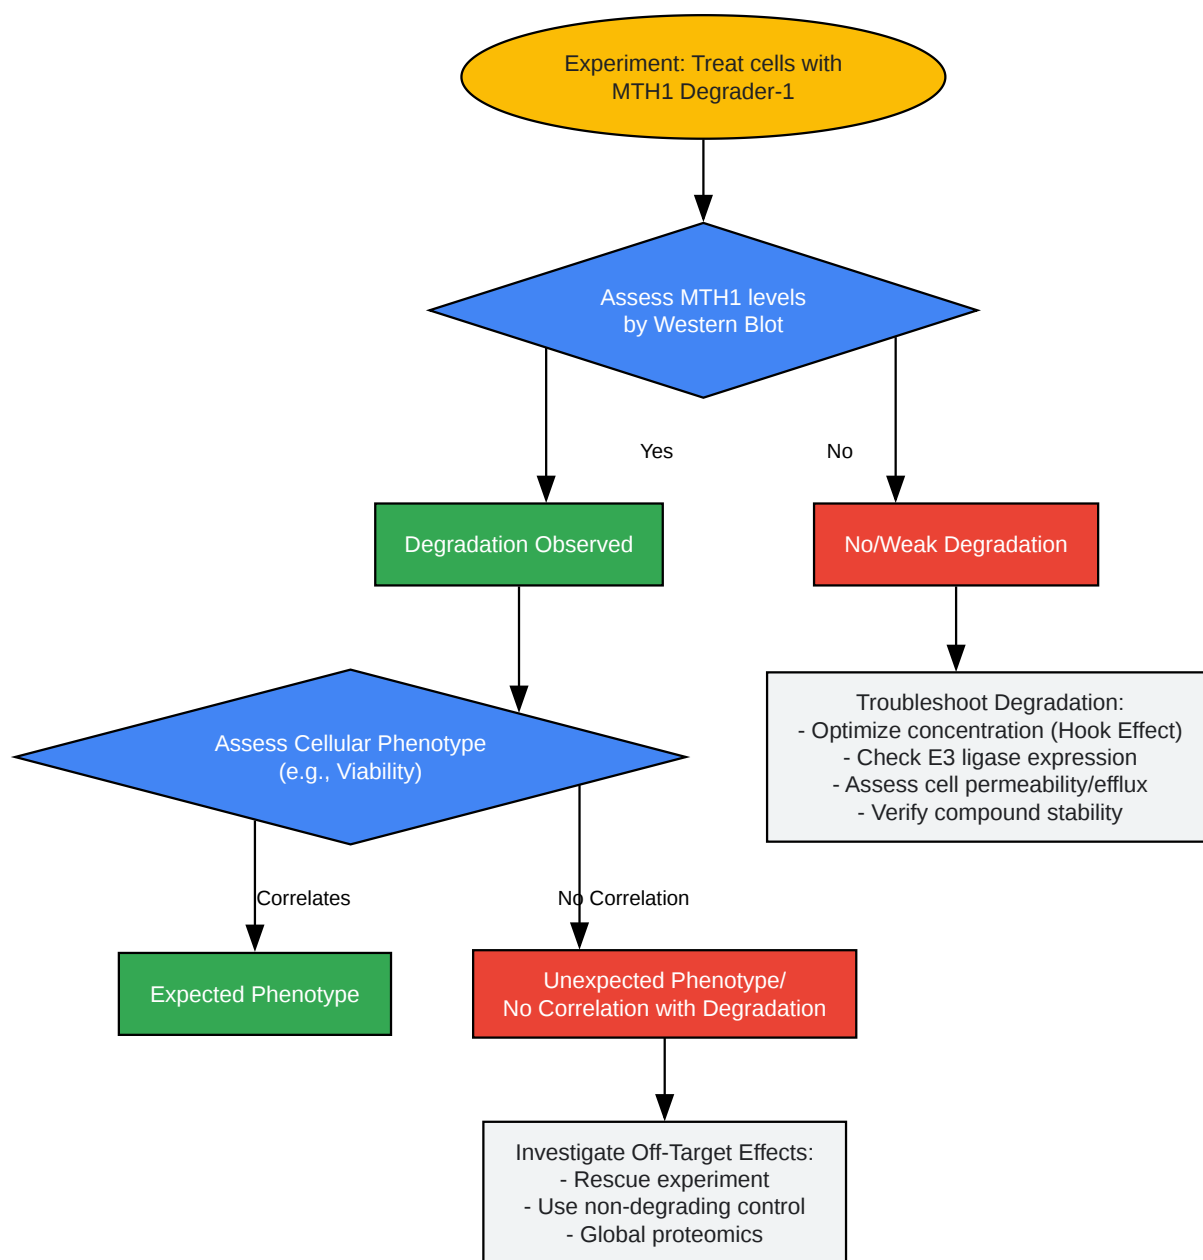 Experiment: Treat cells with
MTH1 Degrader-1
Assess MTH1 levels
by Western Blot
Yes
No
Degradation Observed
No/Weak Degradation
Troubleshoot Degradation:
- Optimize concentration (Hook Effect)
- Check E3 ligase expression
- Assess cell permeability/efflux
- Verify compound stability
Assess Cellular Phenotype
(e.g., Viability)
Correlates
No Correlation
Expected Phenotype
Unexpected Phenotype/
No Correlation with Degradation
Investigate Off-Target Effects:
- Rescue experiment
- Use non-degrading control
- Global proteomics